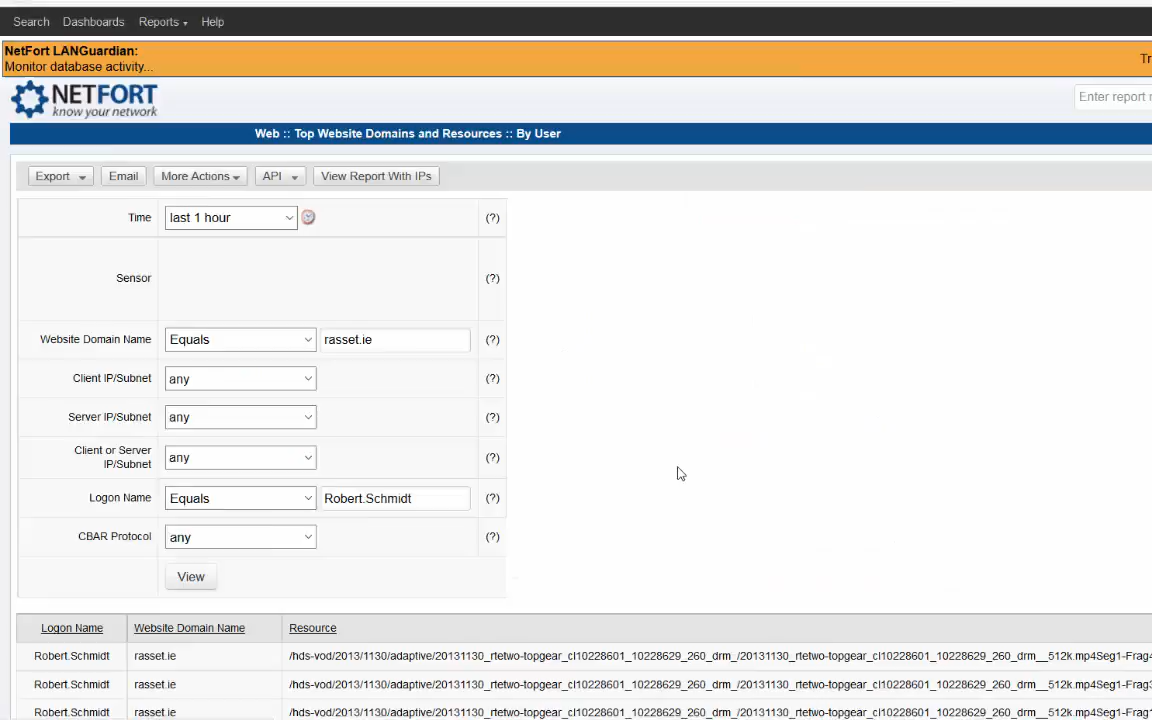 Search Dashboards Reports Help
NetFort LANGuardian:
Monitor database activity...
Tr
NETFORT
know your network
Enter report
Web :: Top Website Domains and Resources :: By User
Export Email More Actions API View Report With IPs
Time last 1 hour (?)
Sensor (?)
Website Domain Name Equals rasset.ie (?)
Client IP/Subnet any (?)
Server IP/Subnet any (?)
Client or Server
IP/Subnet any (?)
Logon Name Equals Robert.Schmidt (?)
CBAR Protocol any (?)
View
Logon Name Website Domain Name Resource
Robert.Schmidt rasset.ie /hds-vod/2013/1130/adaptive/20131130_rtetwo-topgear_cl10228601_10228629_260_drm_/20131130_rtetwo-topgear_cl10228601_10228629_260_drm__512k.mp4Seg1-Frag4
Robert.Schmidt rasset.ie /hds-vod/2013/1130/adaptive/20131130_rtetwo-topgear_cl10228601_10228629_260_drm_/20131130_rtetwo-topgear_cl10228601_10228629_260_drm__512k.mp4Seg1-Frag3
Robert.Schmidt rasset.ie /hds-vod/2013/1130/adaptive/20131130_rtetwo-topgear_cl10228601_10228629_260_drm_/20131130_rtetwo-topgear_cl10228601_10228629_260_drm__512k.mp4Seg1-Frag